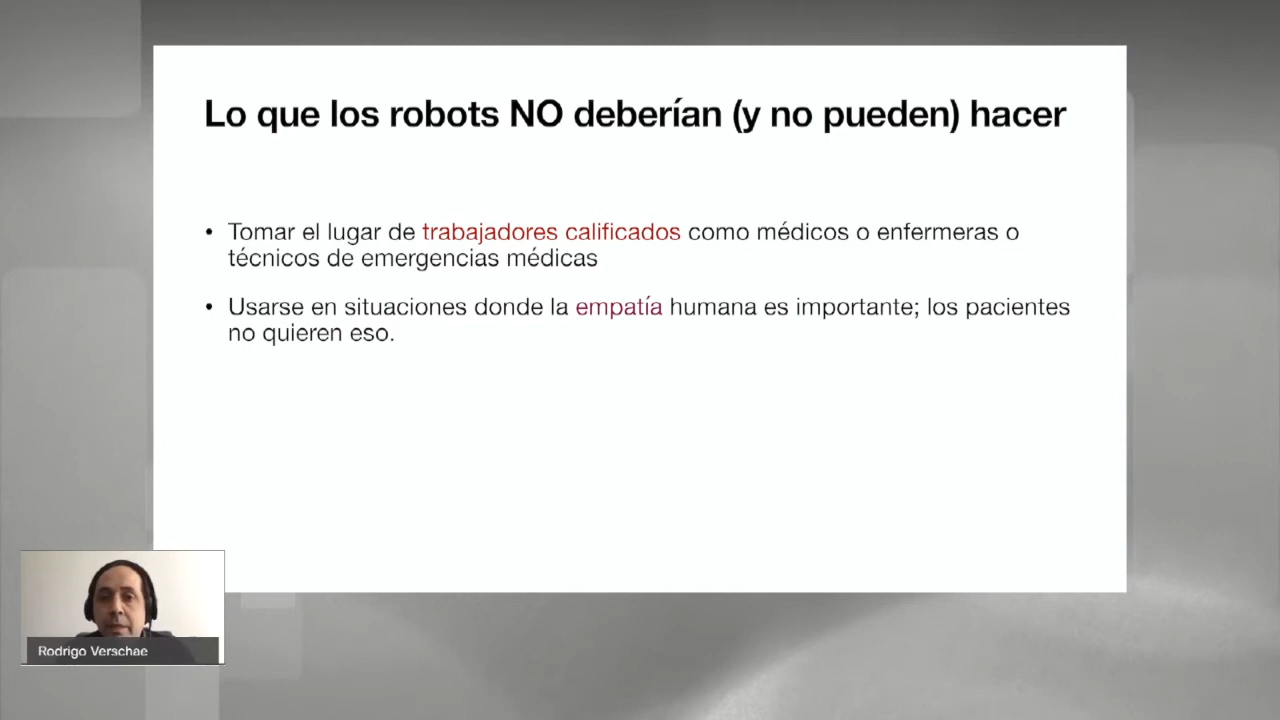 Lo que los robots NO deberían (y no pueden) hacer
• Tomar el lugar de trabajadores calificados como médicos o enfermeras o
técnicos de emergencias médicas
• Usarse en situaciones donde la empatía humana es importante; los pacientes
no quieren eso.
Rodrigo Verschae